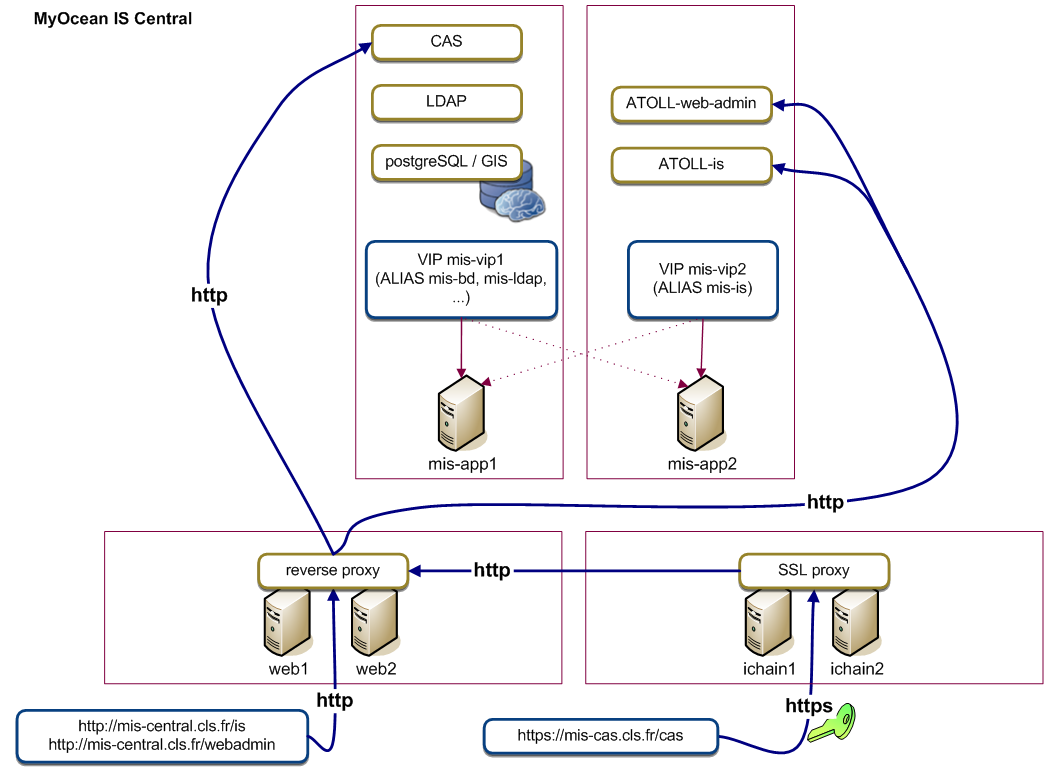 MyOcean IS Central
CAS
LDAP
postgreSQL / GIS
ATOLL-web-admin
ATOLL-is
VIP mis-vip1
(ALIAS mis-bd, mis-ldap,
...)
VIP mis-vip2
(ALIAS mis-is)
http
mis-app1
mis-app2
http
reverse proxy
http
SSL proxy
web1
web2
ichain1
ichain2
http
https
http://mis-central.cls.fr/is
http://mis-central.cls.fr/webadmin
https://mis-cas.cls.fr/cas